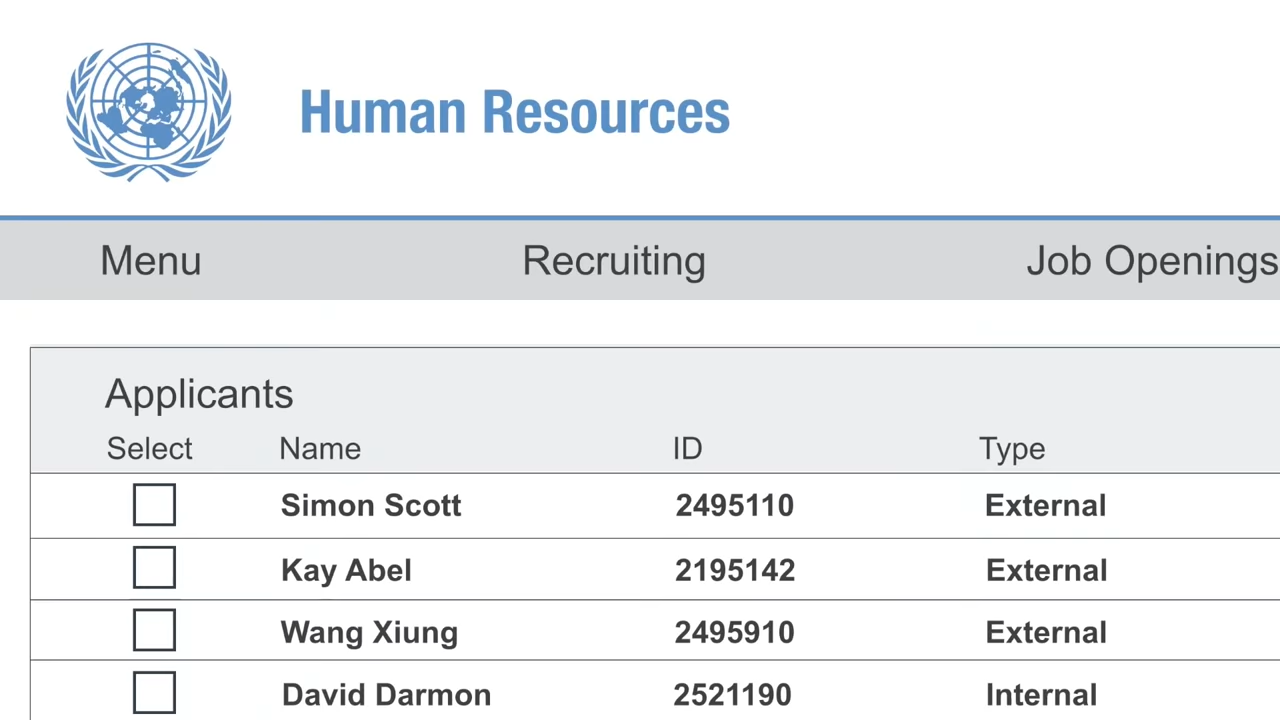 Human Resources
Menu Recruiting Job Openings
Applicants
Select Name ID Type
Simon Scott 2495110 External
Kay Abel 2195142 External
Wang Xiung 2495910 External
David Darmon 2521190 Internal